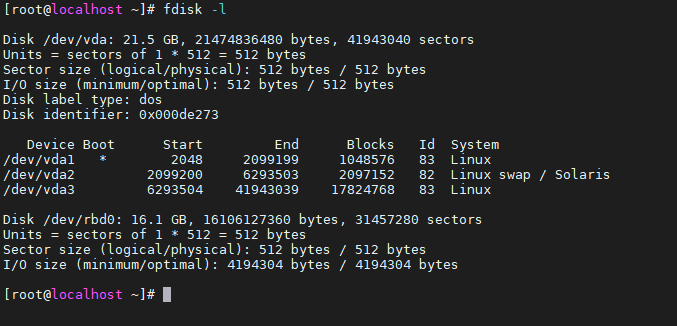 [root@localhost ~]# fdisk -l
Disk /dev/vda: 21.5 GB, 21474836480 bytes, 41943040 sectors
Units = sectors of 1 * 512 = 512 bytes
Sector size (logical/physical): 512 bytes / 512 bytes
I/O size (minimum/optimal): 512 bytes / 512 bytes
Disk label type: dos
Disk identifier: 0x000de273
Device Boot Start End Blocks Id System
/dev/vda1 * 2048 2099199 1048576 83 Linux
/dev/vda2 2099200 6293503 2097152 82 Linux swap / Solaris
/dev/vda3 6293504 41943039 17824768 83 Linux
Disk /dev/rbd0: 16.1 GB, 16106127360 bytes, 31457280 sectors
Units = sectors of 1 * 512 = 512 bytes
Sector size (logical/physical): 512 bytes / 512 bytes
I/O size (minimum/optimal): 4194304 bytes / 4194304 bytes
[root@localhost ~]#